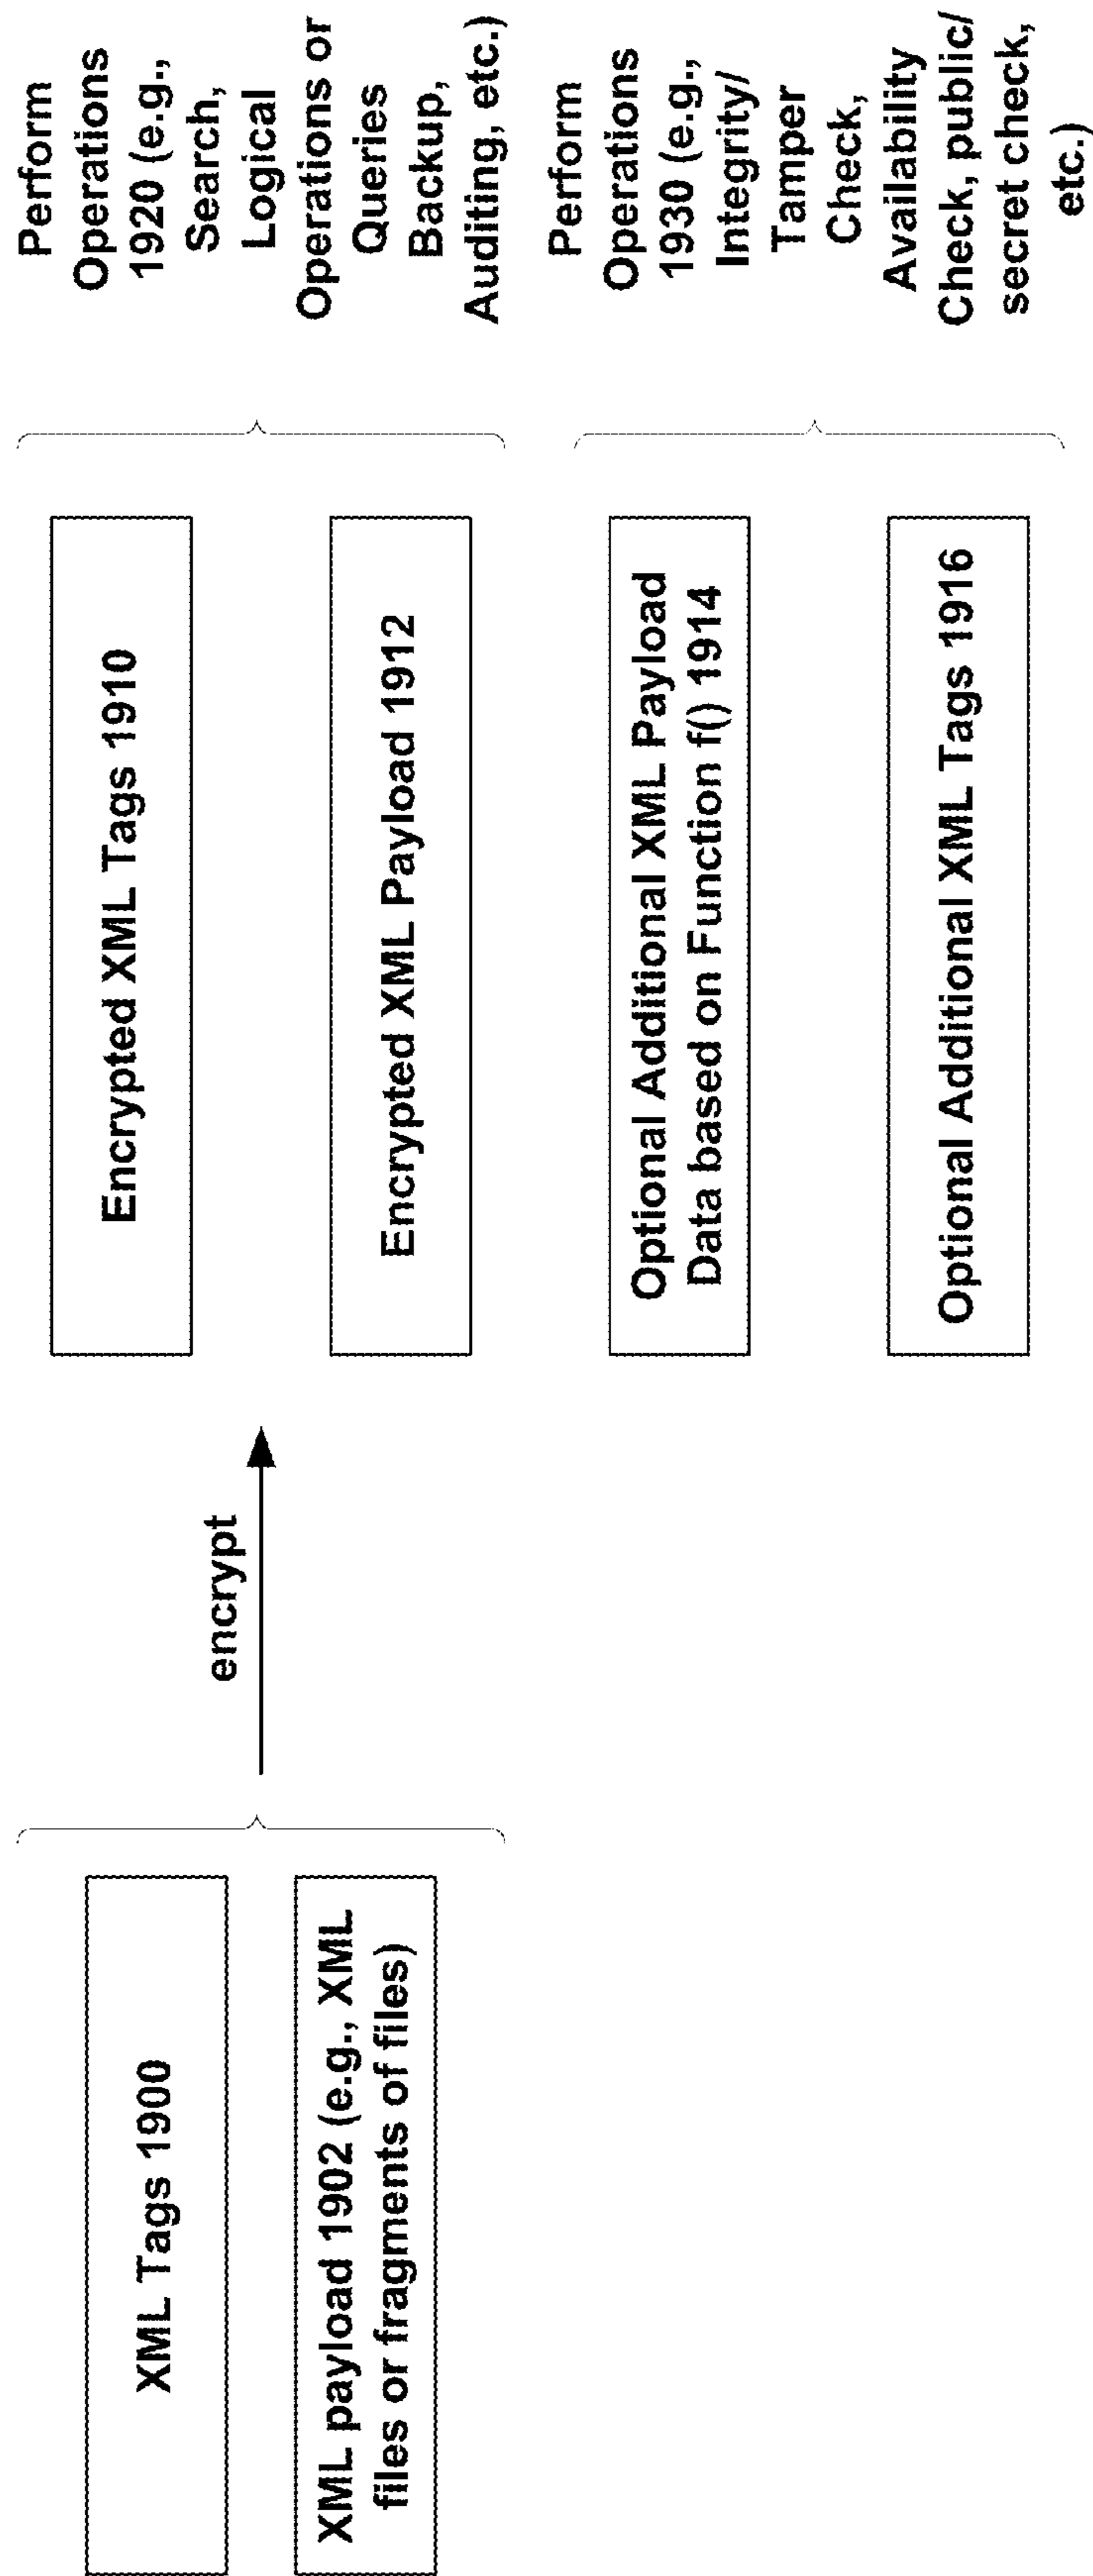 XML Tags 1900
XML payload 1902 (e.g., XML
files or fragments of files)
encrypt
Encrypted XML Tags 1910
Encrypted XML Payload 1912
Optional Additional XML Payload
Data based on Function f() 1914
Optional Additional XML Tags 1916
Perform
Operations
1920 (e.g.,
Search,
Logical
Operations or
Queries
Backup,
Auditing, etc.)
Perform
Operations
1930 (e.g.,
Integrity/
Tamper
Check,
Availability
Check, public/
secret check,
etc.)